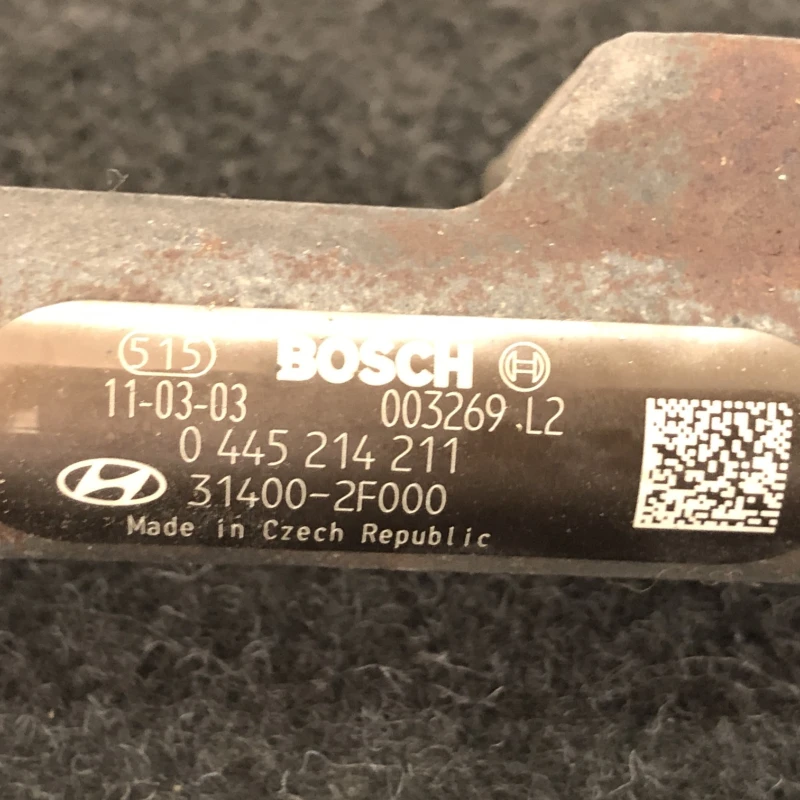 515 BOSCH
11-03-03 003269.L2
0 445 214 211
31400-2F000
Made in Czech Republic